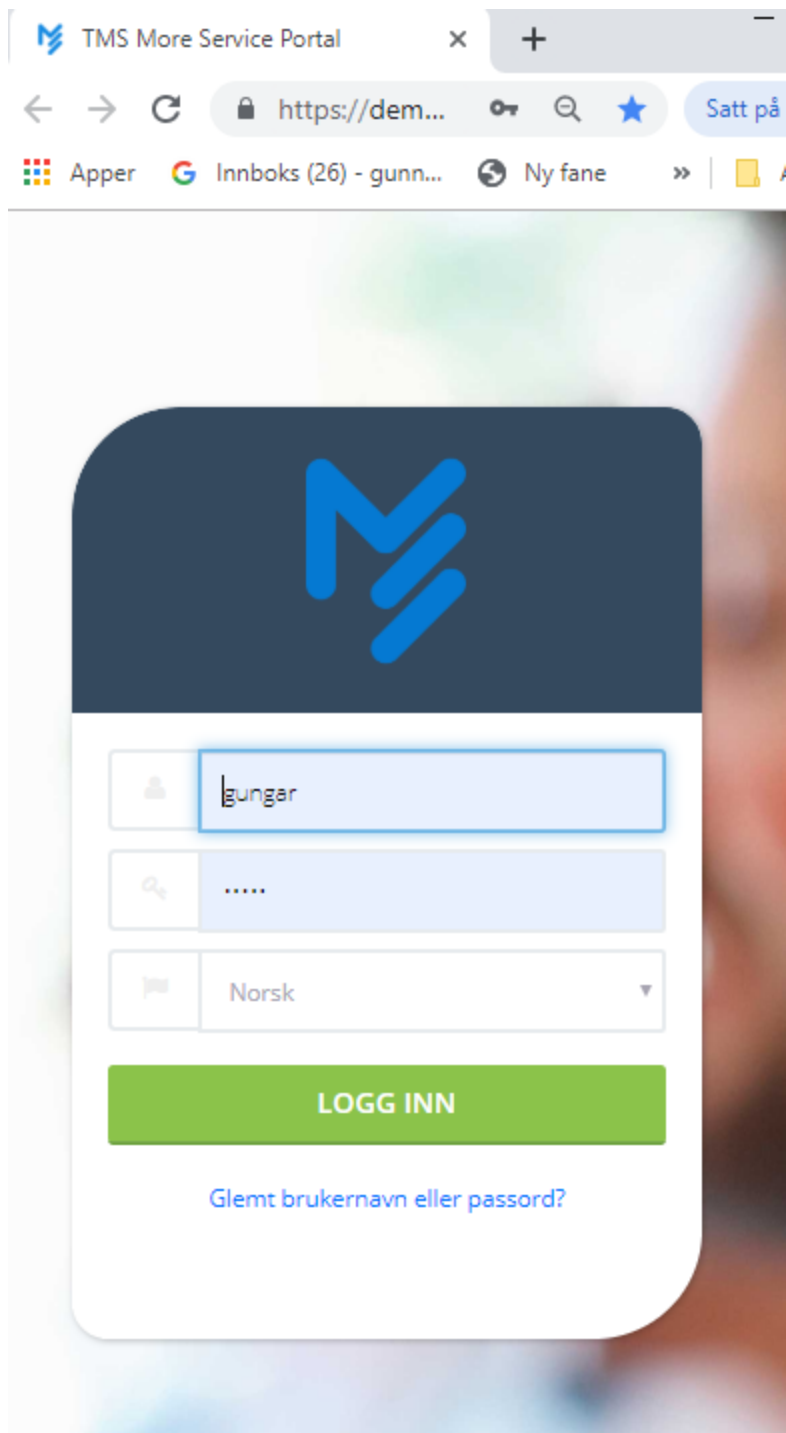 TMS More Service Portal
https://dem... Satt på
Apper Innboks (26) - gunn... Ny fane
gungar
•••••
Norsk
LOGG INN
Glemt brukernavn eller passord?